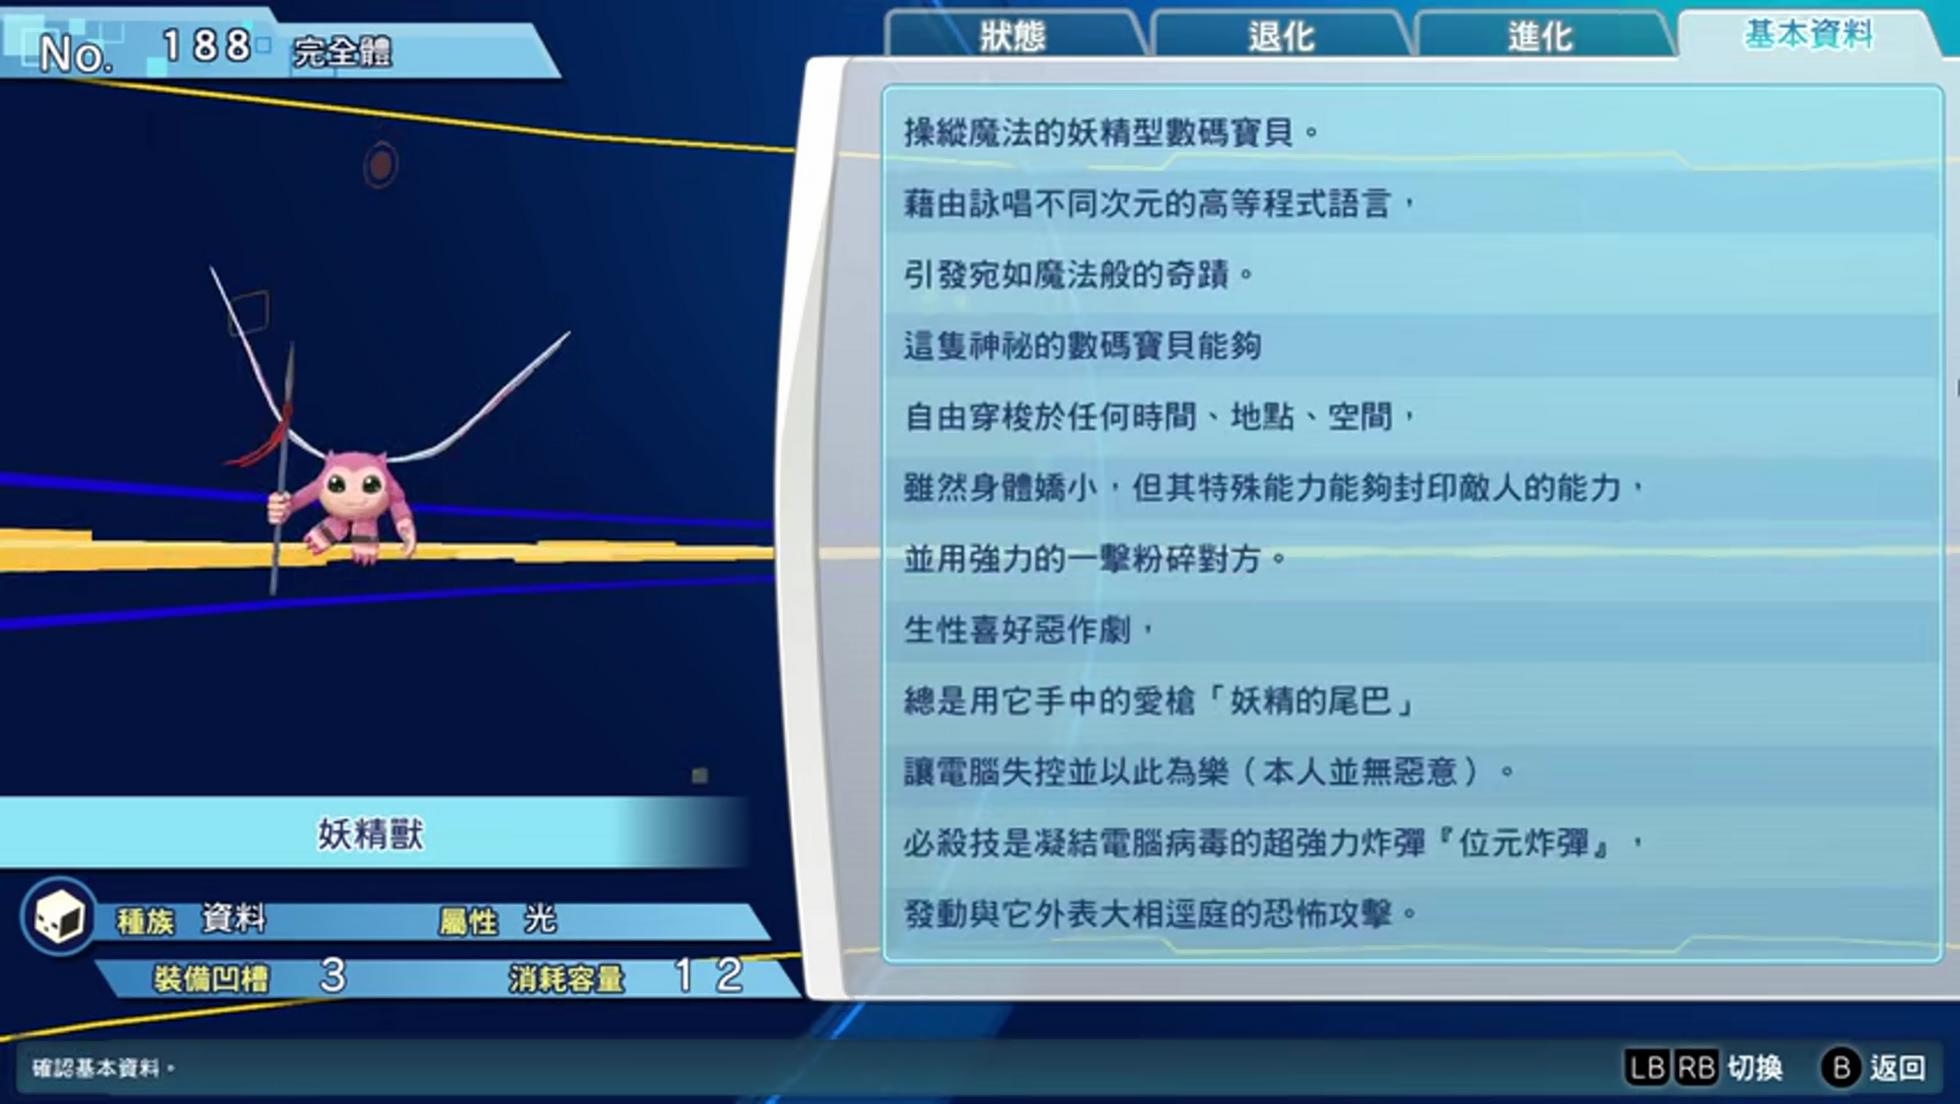 No. 188 完全體
狀態
退化
進化
基本資料
操縱魔法的妖精型數碼寶貝。
藉由詠唱不同次元的高等程式語言，
引發宛如魔法般的奇蹟。
這隻神祕的數碼寶貝能夠
自由穿梭於任何時間、地點、空間，
雖然身體嬌小，但其特殊能力能夠封印敵人的能力，
並用強力的一擊粉碎對方。
生性喜好惡作劇，
總是用它手中的愛槍「妖精的尾巴」
讓電腦失控並以此為樂（本人並無惡意）。
必殺技是凝結電腦病毒的超強力炸彈『位元炸彈』，
發動與它外表大相逕庭的恐怖攻擊。
妖精獸
種族 資料 屬性 光
裝備凹槽 3 消耗容量 12
確認基本資料。
LB RB 切換 B 返回